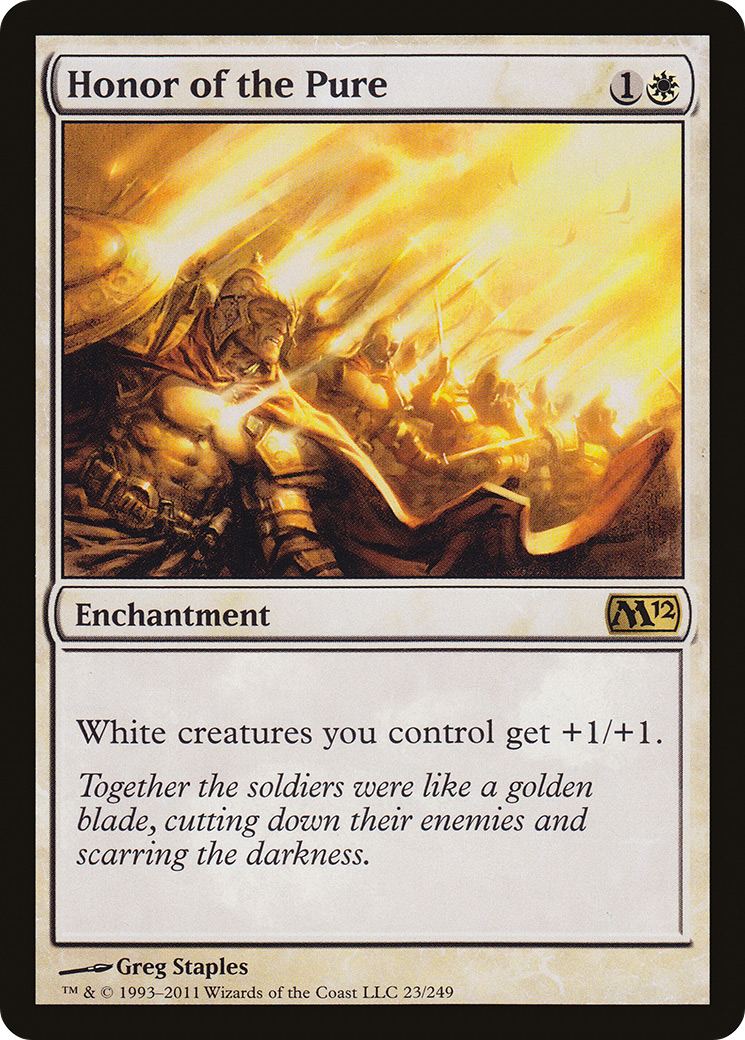 Honor of the Pure 1
Enchantment M12
White creatures you control get +1/+1.
Together the soldiers were like a golden
blade, cutting down their enemies and
scarring the darkness.
Greg Staples
™ & © 1993–2011 Wizards of the Coast LLC 23/249